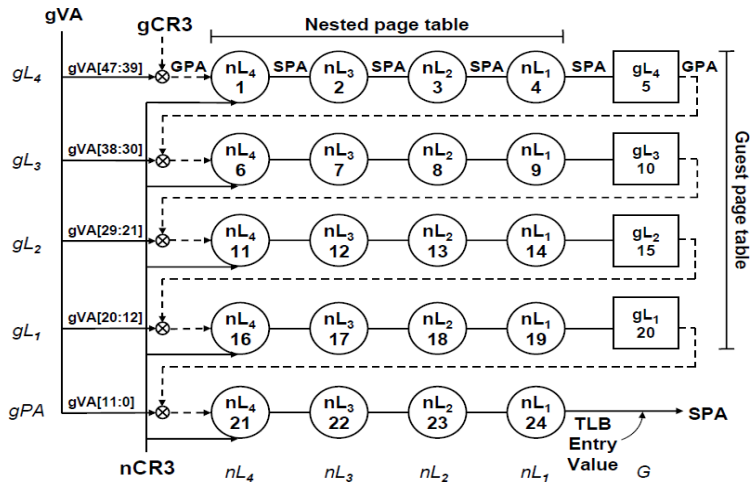 gVA
gCR3
Nested page table
gL4
gVA[47:39]
GPA
nL4
1
SPA
nL3
2
SPA
nL2
3
SPA
nL1
4
SPA
gL4
5
GPA
gL3
gVA[38:30]
nL4
6
nL3
7
nL2
8
nL1
9
gL3
10
gL2
gVA[29:21]
nL4
11
nL3
12
nL2
13
nL1
14
gL2
15
Guest page table
gL1
gVA[20:12]
nL4
16
nL3
17
nL2
18
nL1
19
gL1
20
gPA
gVA[11:0]
nL4
21
nL3
22
nL2
23
nL1
24
TLB
Entry
Value
SPA
nCR3
nL4
nL3
nL2
nL1
G